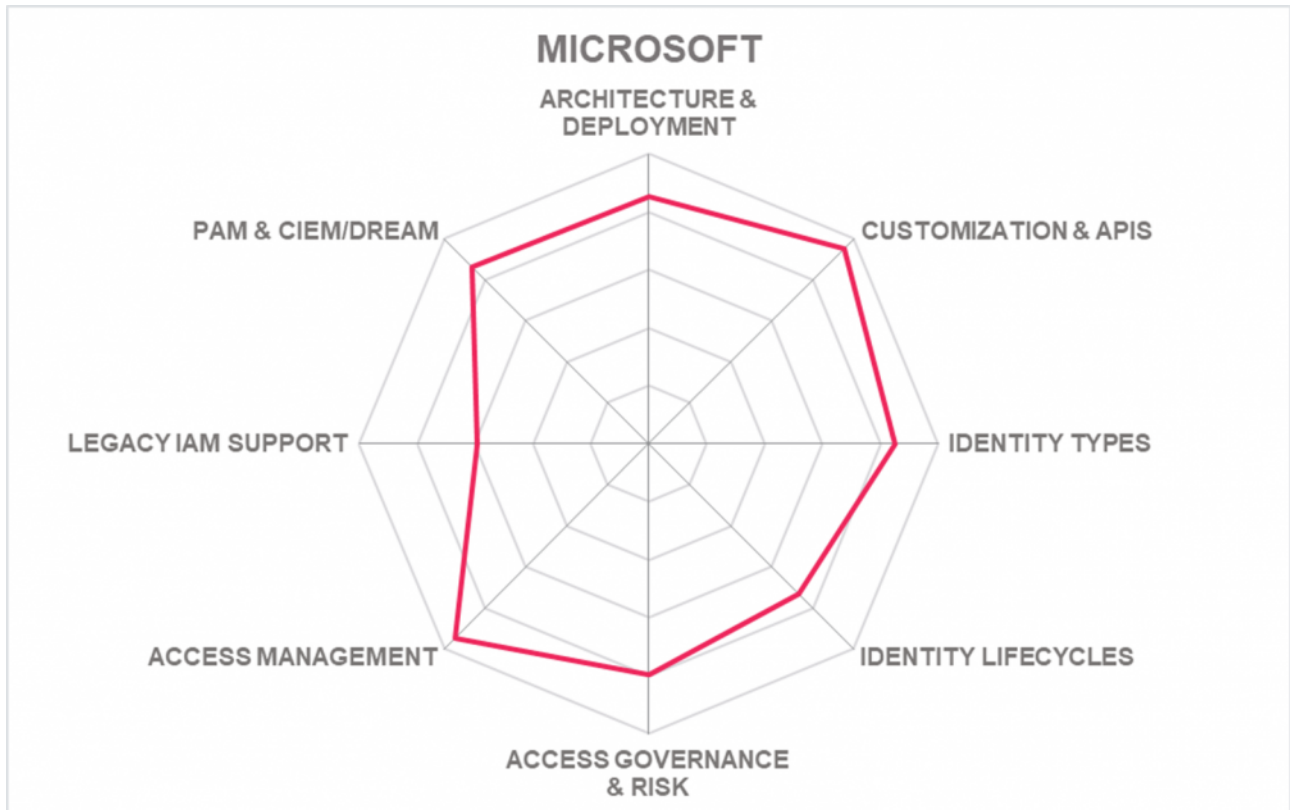 MICROSOFT
ARCHITECTURE &
DEPLOYMENT
PAM & CIEM/DREAM
CUSTOMIZATION & APIS
LEGACY IAM SUPPORT
IDENTITY TYPES
ACCESS MANAGEMENT
IDENTITY LIFECYCLES
ACCESS GOVERNANCE
& RISK